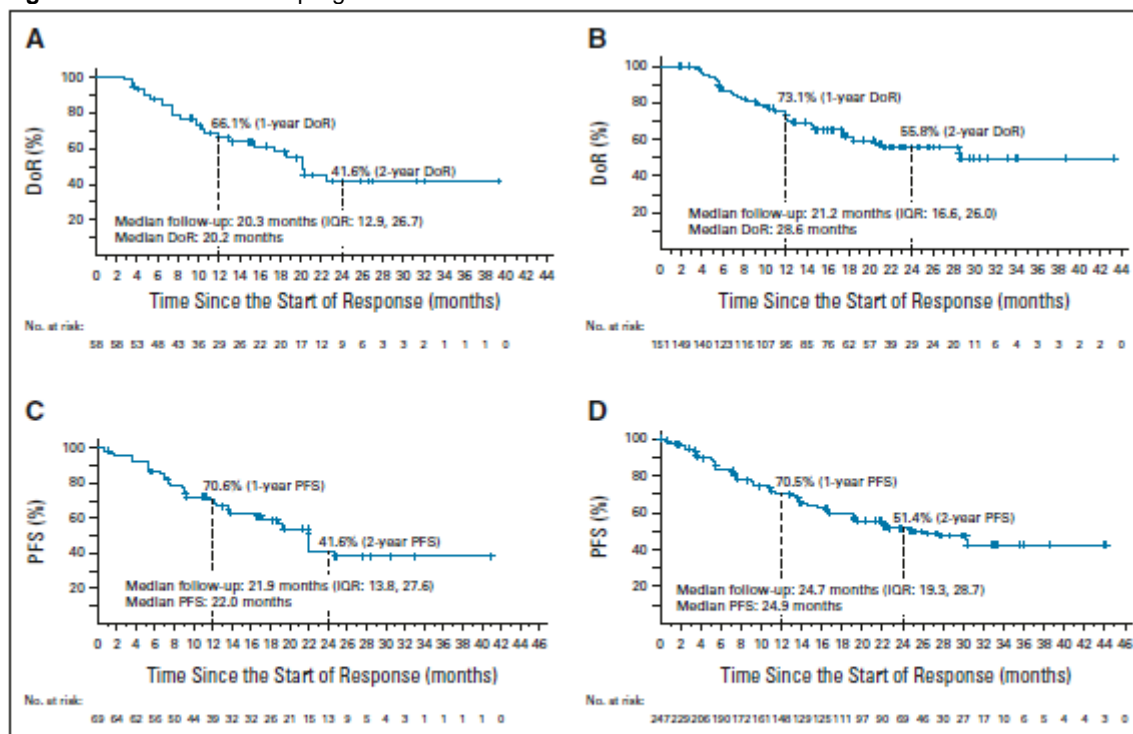 A
100
80
60
40
20
DoR (%)
66.1% (1-year DoR)
41.6% (2-year DoR)
Median follow-up: 20.3 months (IQR: 12.9, 26.7)
Median DoR: 20.2 months
0 2 4 6 8 10 12 14 16 18 20 22 24 26 28 30 32 34 36 38 40 42 44
Time Since the Start of Response (months)
No. at risk:
58 58 53 48 43 36 29 26 22 20 17 12 9 6 3 3 2 1 1 1 0
B
100
80
60
40
20
DoR (%)
73.1% (1-year DoR)
55.8% (2-year DoR)
Median follow-up: 21.2 months (IQR: 16.6, 26.0)
Median DoR: 28.6 months
0 2 4 6 8 10 12 14 16 18 20 22 24 26 28 30 32 34 36 38 40 42 44
Time Since the Start of Response (months)
No. at risk:
151 149 140 123 116 107 95 85 76 62 57 39 29 24 20 11 6 4 3 3 2 2 0
C
100
80
60
40
20
PFS (%)
70.6% (1-year PFS)
41.6% (2-year PFS)
Median follow-up: 21.9 months (IQR: 13.8, 27.6)
Median PFS: 22.0 months
0 2 4 6 8 10 12 14 16 18 20 22 24 26 28 30 32 34 36 38 40 42 44 46
Time Since the Start of Response (months)
No. at risk:
69 64 62 56 50 44 39 32 32 26 21 15 13 9 5 4 3 1 1 1 1 0
D
100
80
60
40
20
PFS (%)
70.5% (1-year PFS)
51.4% (2-year PFS)
Median follow-up: 24.7 months (IQR: 19.3, 28.7)
Median PFS: 24.9 months
0 2 4 6 8 10 12 14 16 18 20 22 24 26 28 30 32 34 36 38 40 42 44 46
Time Since the Start of Response (months)
No. at risk:
247 229 206 190 172 161 148 129 125 111 97 90 69 46 30 27 17 10 6 5 4 4 3 0